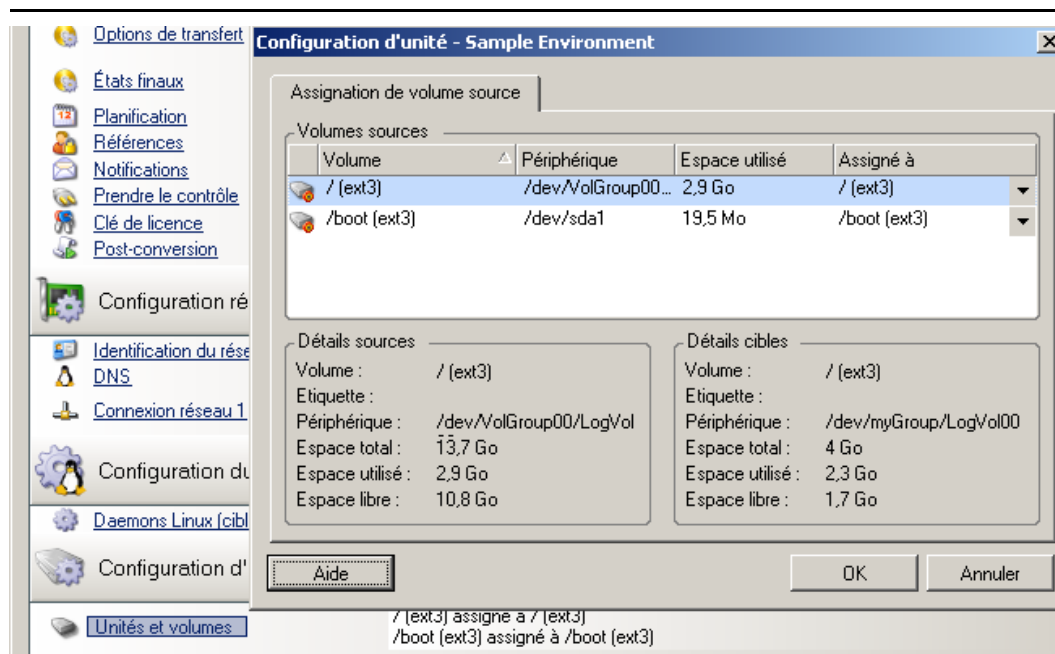 Options de transfert
États finaux
Planification
Références
Notifications
Prendre le contrôle
Clé de licence
Post-conversion
Configuration ré
Identification du rése
DNS
Connexion réseau 1
Configuration du
Daemons Linux (cibl
Configuration d'
Unités et volumes
Configuration d'unité - Sample Environment
Assignation de volume source
Volumes sources
Volume Périphérique Espace utilisé Assigné à
/ (ext3) /dev/VolGroup00... 2,9 Go / (ext3)
/boot (ext3) /dev/sda1 19,5 Mo /boot (ext3)
Détails sources
Volume : / (ext3)
Etiquette :
Périphérique : /dev/VolGroup00/LogVol
Espace total : 13,7 Go
Espace utilisé : 2,9 Go
Espace libre : 10,8 Go
Détails cibles
Volume : / (ext3)
Etiquette :
Périphérique : /dev/myGroup/LogVol00
Espace total : 4 Go
Espace utilisé : 2,3 Go
Espace libre : 1,7 Go
Aide OK Annuler
/ (ext3) assigné à / (ext3)
/boot (ext3) assigné à /boot (ext3)